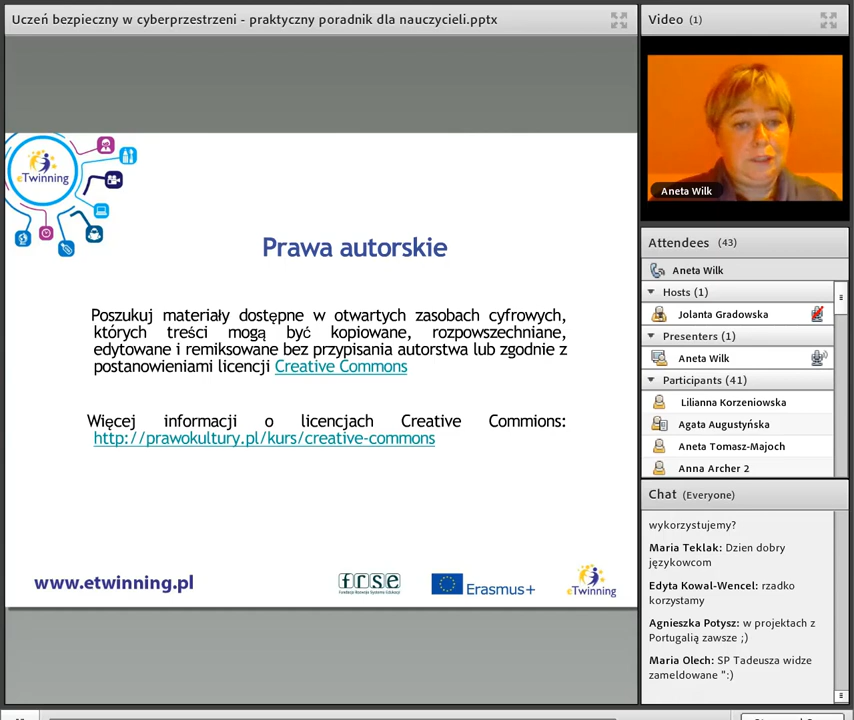 Uczeń bezpieczny w cyberprzestrzeni - praktyczny poradnik dla nauczycieli.pptx
eTwinning
Prawa autorskie
Poszukuj materiały dostępne w otwartych zasobach cyfrowych,
których treści mogą być kopiowane, rozpowszechniane,
edytowane i remiksowane bez przypisania autorstwa lub zgodnie z
postanowieniami licencji Creative Commons
Więcej informacji o licencjach Creative Commions:
http://prawokultury.pl/kurs/creative-commons
www.etwinning.pl
frse
Fundacja Rozwoju Systemu Edukacji
Erasmus+
eTwinning
Video (1)
Aneta Wilk
Attendees (43)
Aneta Wilk
Hosts (1)
Jolanta Gradowska
Presenters (1)
Aneta Wilk
Participants (41)
Lilianna Korzeniowska
Agata Augustyńska
Aneta Tomasz-Majoch
Anna Archer 2
Chat (Everyone)
wykorzystujemy?
Maria Teklak: Dzien dobry
językowcom
Edyta Kowal-Wencel: rzadko
korzystamy
Agnieszka Potysz: w projektach z
Portugalią zawsze ;)
Maria Olech: SP Tadeusza widze
zameldowane ":)